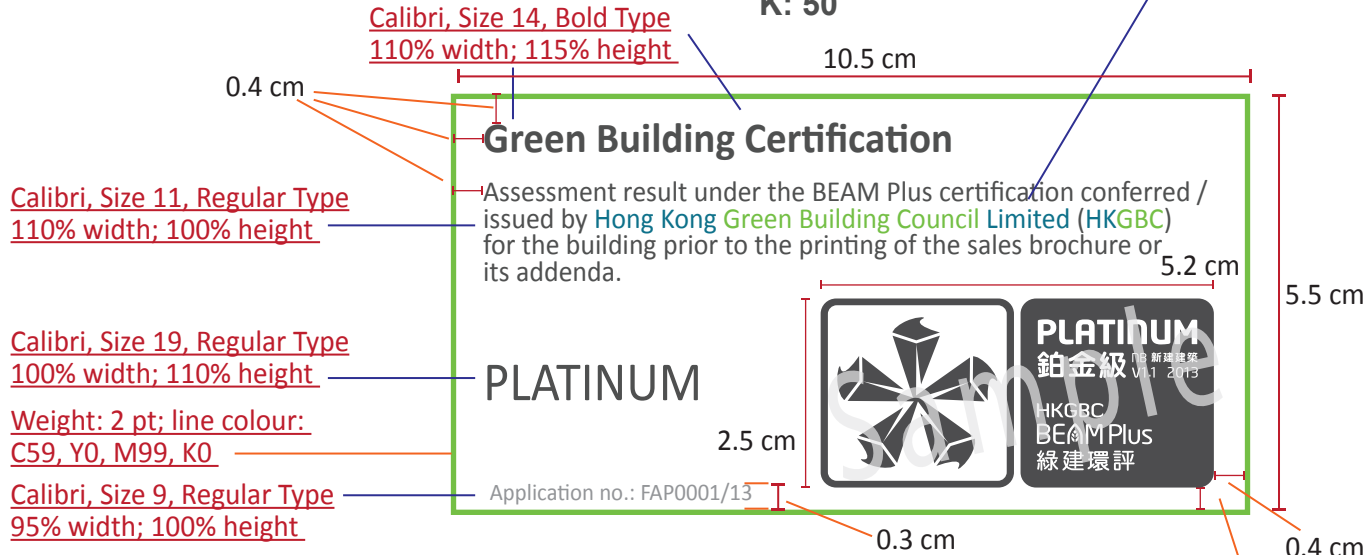 K: 50
Calibri, Size 14, Bold Type
110% width; 115% height
10.5 cm
0.4 cm
Green Building Certification
Calibri, Size 11, Regular Type
110% width; 100% height
Assessment result under the BEAM Plus certification conferred /
issued by Hong Kong Green Building Council Limited (HKGBC)
for the building prior to the printing of the sales brochure or
its addenda.
5.2 cm
5.5 cm
Calibri, Size 19, Regular Type
100% width; 110% height
PLATINUM
PLATINUM
鉑金級 NB 新建建築
V1.1 2013
HKGBC
BEAM Plus
綠建環評
Sample
Weight: 2 pt; line colour:
C59, Y0, M99, K0
2.5 cm
Calibri, Size 9, Regular Type
95% width; 100% height
Application no.: FAP0001/13
0.3 cm
0.4 cm